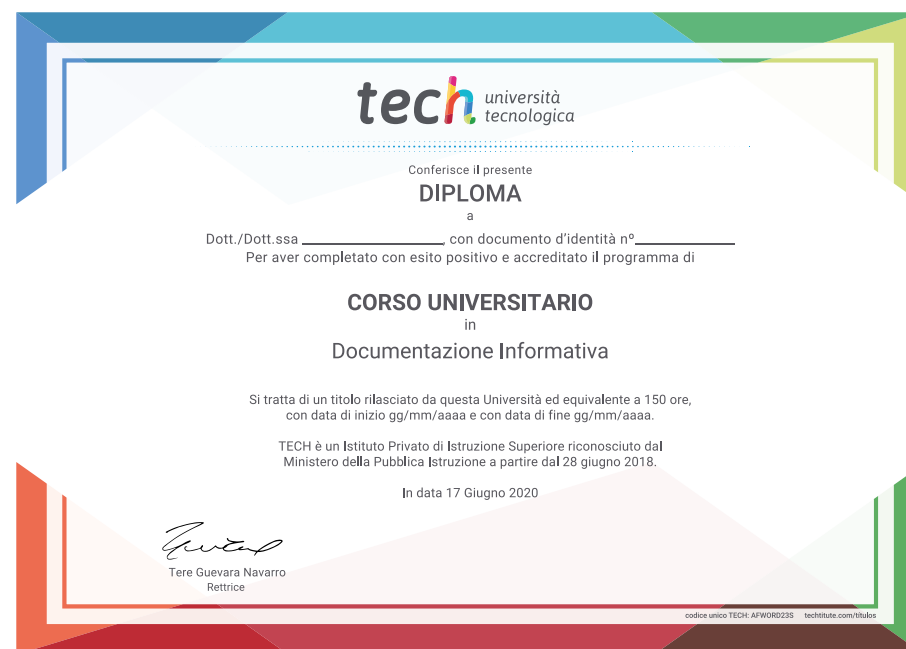 tech università
tecnologica
Conferisce il presente
DIPLOMA
a
Dott./Dott.ssa ____________________, con documento d'identità nº______________
Per aver completato con esito positivo e accreditato il programma di
CORSO UNIVERSITARIO
in
Documentazione Informativa
Si tratta di un titolo rilasciato da questa Università ed equivalente a 150 ore,
con data di inizio gg/mm/aaaa e con data di fine gg/mm/aaaa.
TECH è un Istituto Privato di Istruzione Superiore riconosciuto dal
Ministero della Pubblica Istruzione a partire dal 28 giugno 2018.
In data 17 Giugno 2020
Tere Guevara Navarro
Rettrice
codice unico TECH: AFWORD23S techtitute.com/títulos